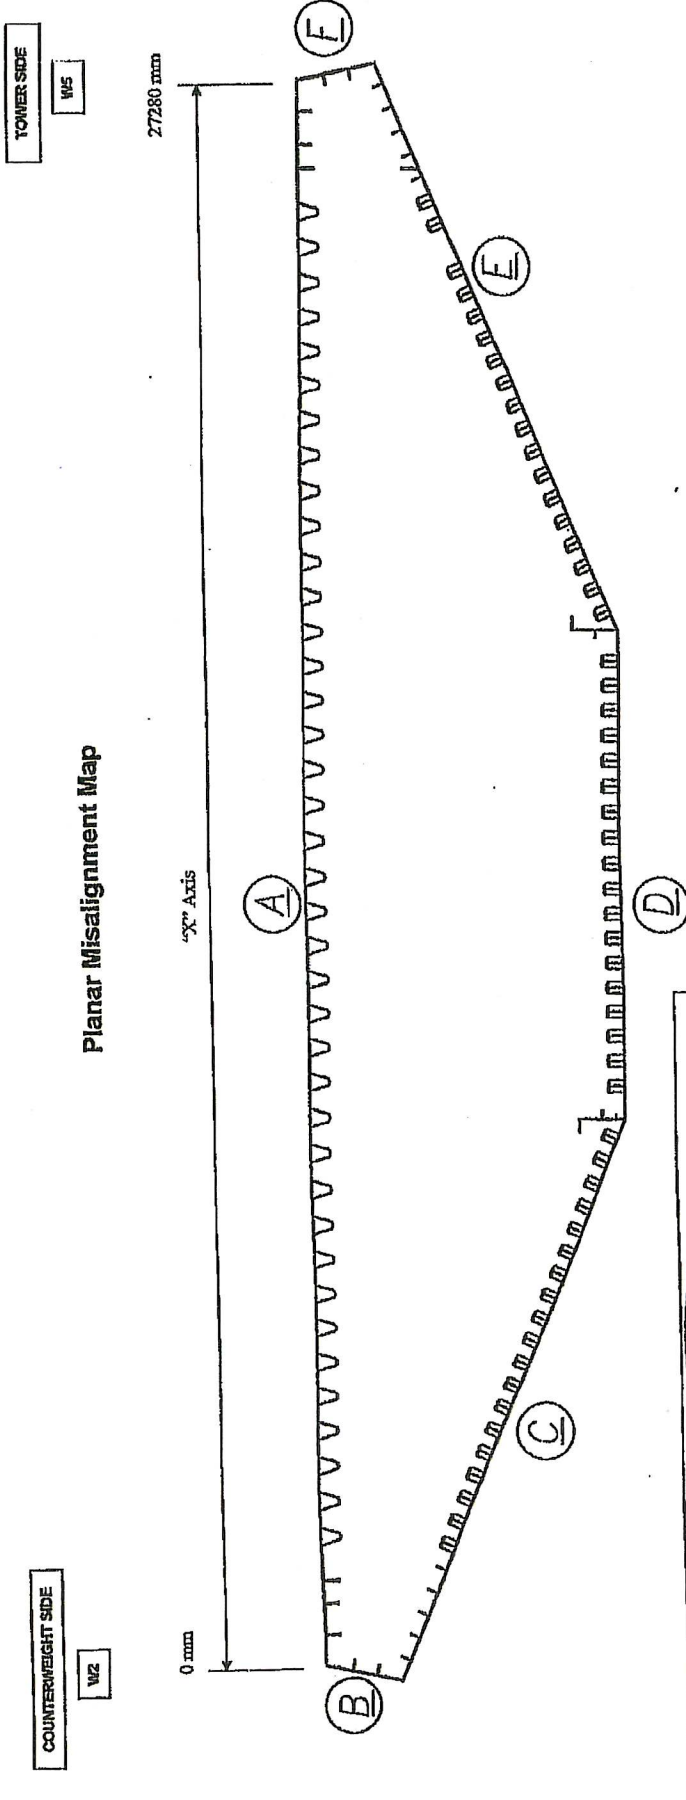 Planar Misalignment Map
COUNTERWEIGHT SIDE
W2
TOWER SIDE
W5
0 mm
"X" Axis
27280 mm
A
B
C
D
E
F